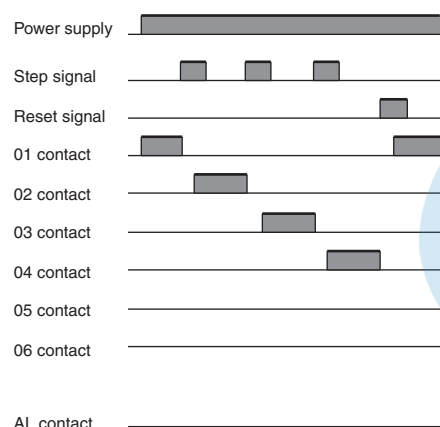 Power supply
Step signal
Reset signal
01 contact
02 contact
03 contact
04 contact
05 contact
06 contact
AL contact